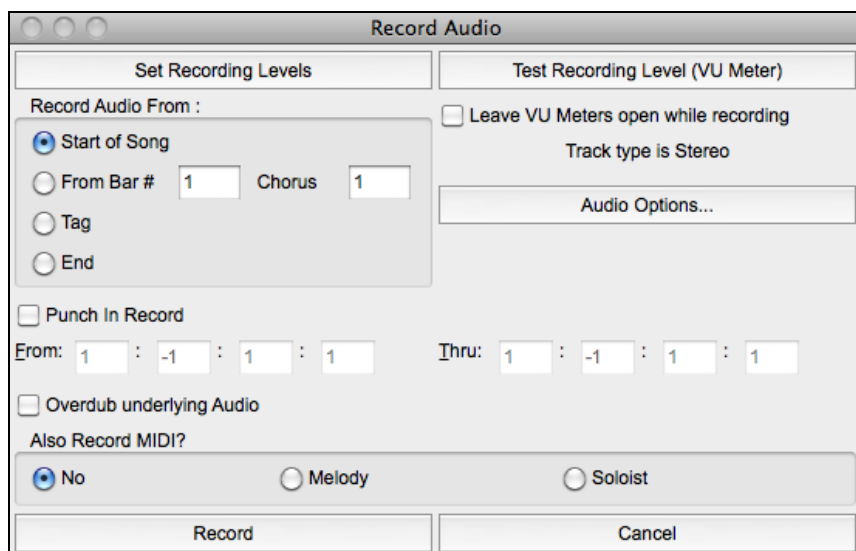 Record Audio
Set Recording Levels
Test Recording Level (VU Meter)
Record Audio From :
Leave VU Meters open while recording
Start of Song
Track type is Stereo
From Bar # 1 Chorus 1
Audio Options...
Tag
End
Punch In Record
From: 1 : -1 : 1 : 1 Thru: 1 : -1 : 1 : 1
Overdub underlying Audio
Also Record MIDI?
No Melody Soloist
Record Cancel